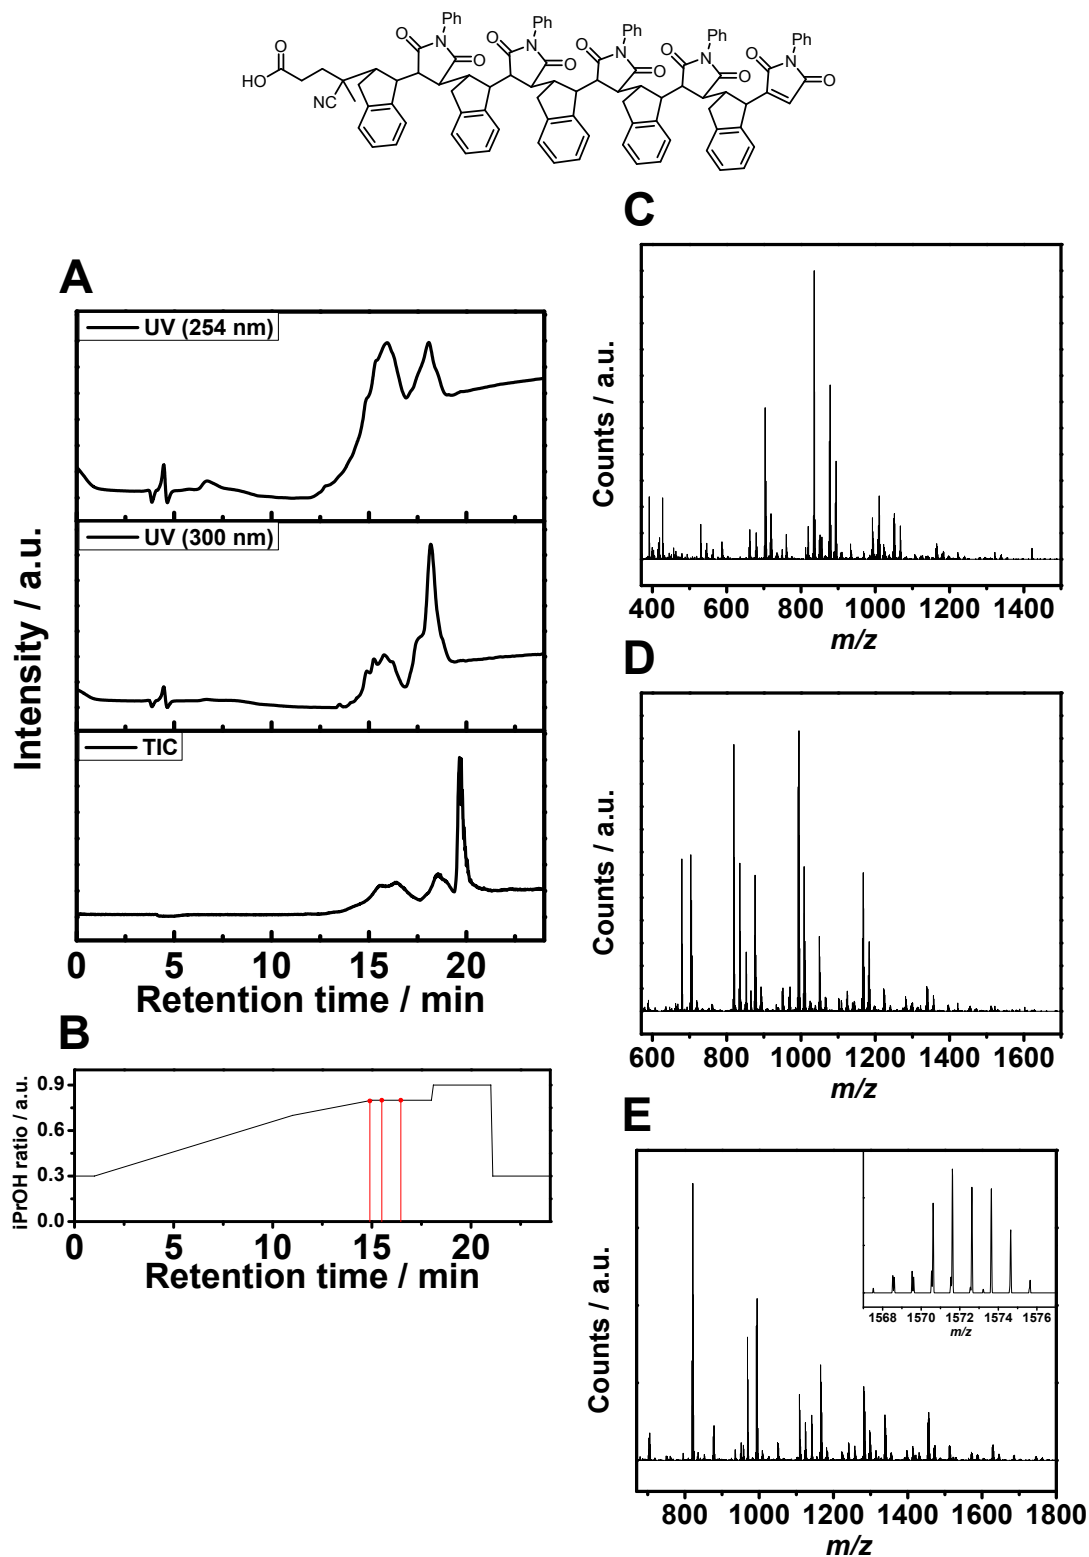 Ph Ph Ph Ph Ph
O N O O N O O N O O N O O N O
O
HO
NC
A
UV (254 nm)
UV (300 nm)
TIC
Intensity / a.u.
0 5 10 15 20
Retention time / min
B
iPrOH ratio / a.u.
0.9
0.6
0.3
0.0
0 5 10 15 20
Retention time / min
C
Counts / a.u.
400 600 800 1000 1200 1400
m/z
D
Counts / a.u.
600 800 1000 1200 1400 1600
m/z
E
Counts / a.u.
1568 1570 1572 1574 1576
m/z
800 1000 1200 1400 1600 1800
m/z